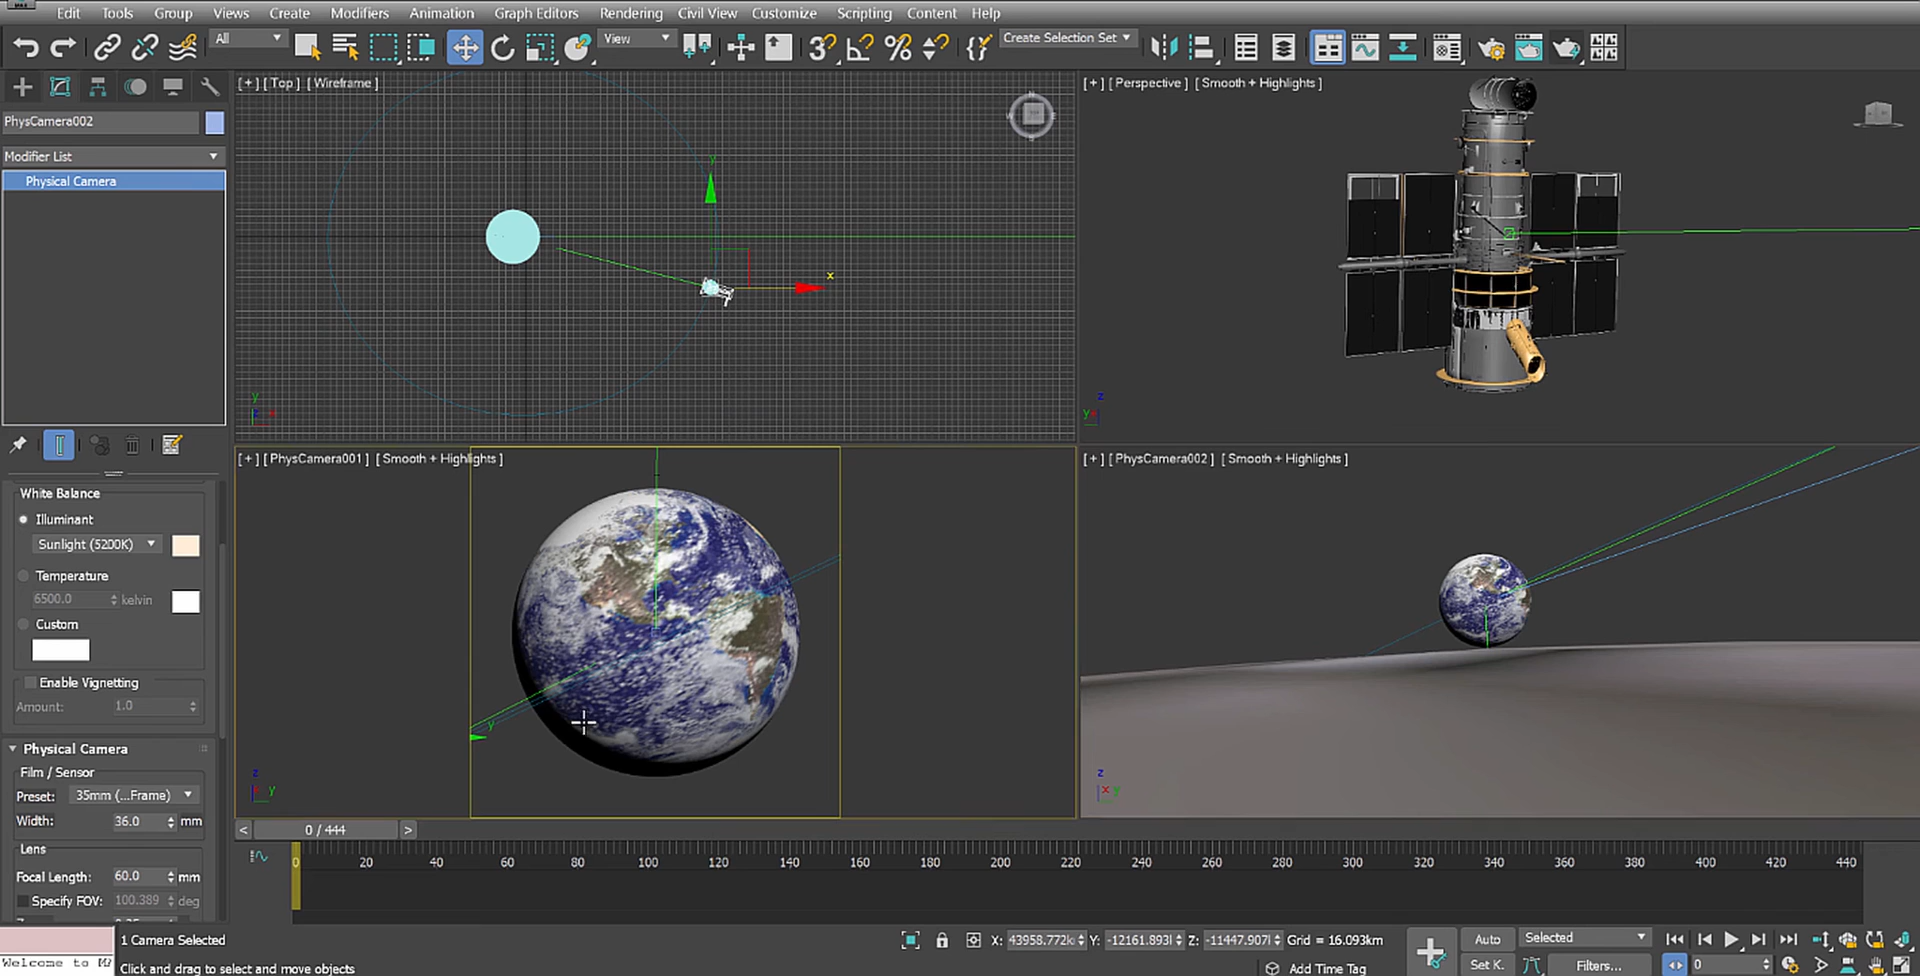 Edit Tools Group Views Create Modifiers Animation Graph Editors Rendering Civil View Customize Scripting Content Help
All View Create Selection Set
PhysCamera002
Modifier List
Physical Camera
[+] [Top] [Wireframe]
[+] [Perspective] [Smooth + Highlights]
[+] [PhysCamera001] [Smooth + Highlights]
[+] [PhysCamera002] [Smooth + Highlights]
White Balance
Illuminant
Sunlight (5200K)
Temperature
6500.0 kelvin
Custom
Enable Vignetting
Amount: 1.0
Physical Camera
Film / Sensor
Preset: 35mm (...Frame)
Width: 36.0 mm
Lens
Focal Length: 60.0 mm
Specify FOV: 100.389 deg
< 0 / 444 >
0 20 40 60 80 100 120 140 160 180 200 220 240 260 280 300 320 340 360 380 400 420 440
1 Camera Selected
X: 43958.772k Y: -12161.893l Z: -11447.907l Grid = 16.093km
Auto Selected
Welcome to M
Click and drag to select and move objects
Add Time Tag
Set K. Filters... 0